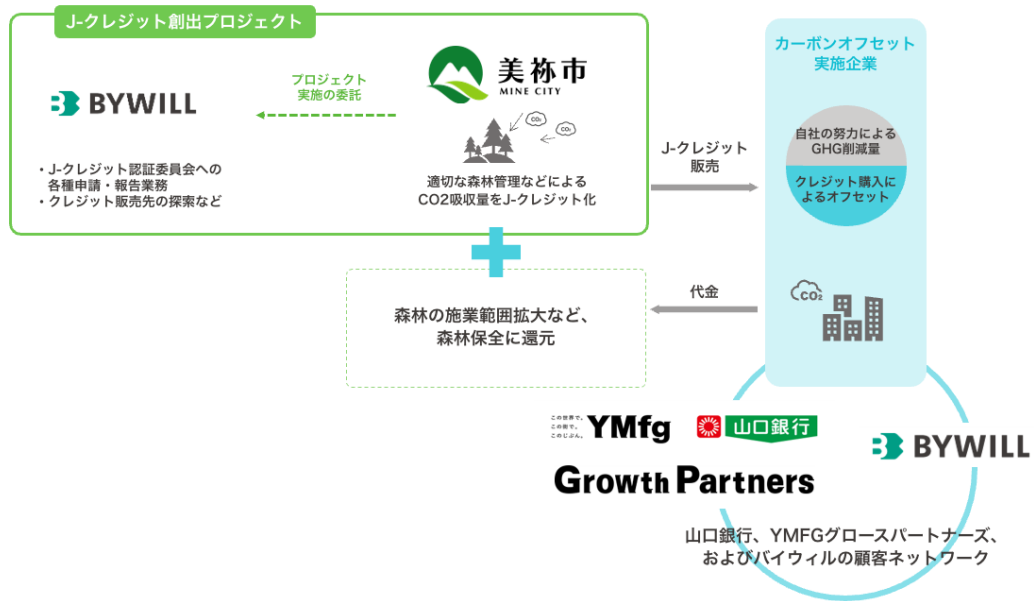 J-クレジット創出プロジェクト
BYWILL
・J-クレジット認証委員会への
各種申請・報告業務
・クレジット販売先の探索など
プロジェクト
実施の委託
美祢市
MINE CITY
CO₂
CO₂
適切な森林管理などによる
CO2吸収量をJ-クレジット化
森林の施業範囲拡大など、
森林保全に還元
J-クレジット
販売
代金
カーボンオフセット
実施企業
自社の努力による
GHG削減量
クレジット購入に
よるオフセット
CO₂
この世界で。
この街で。
このじぶん。
YMfg
山口銀行
Growth Partners
BYWILL
山口銀行、YMFGグロースパートナーズ、
およびバイウィルの顧客ネットワーク